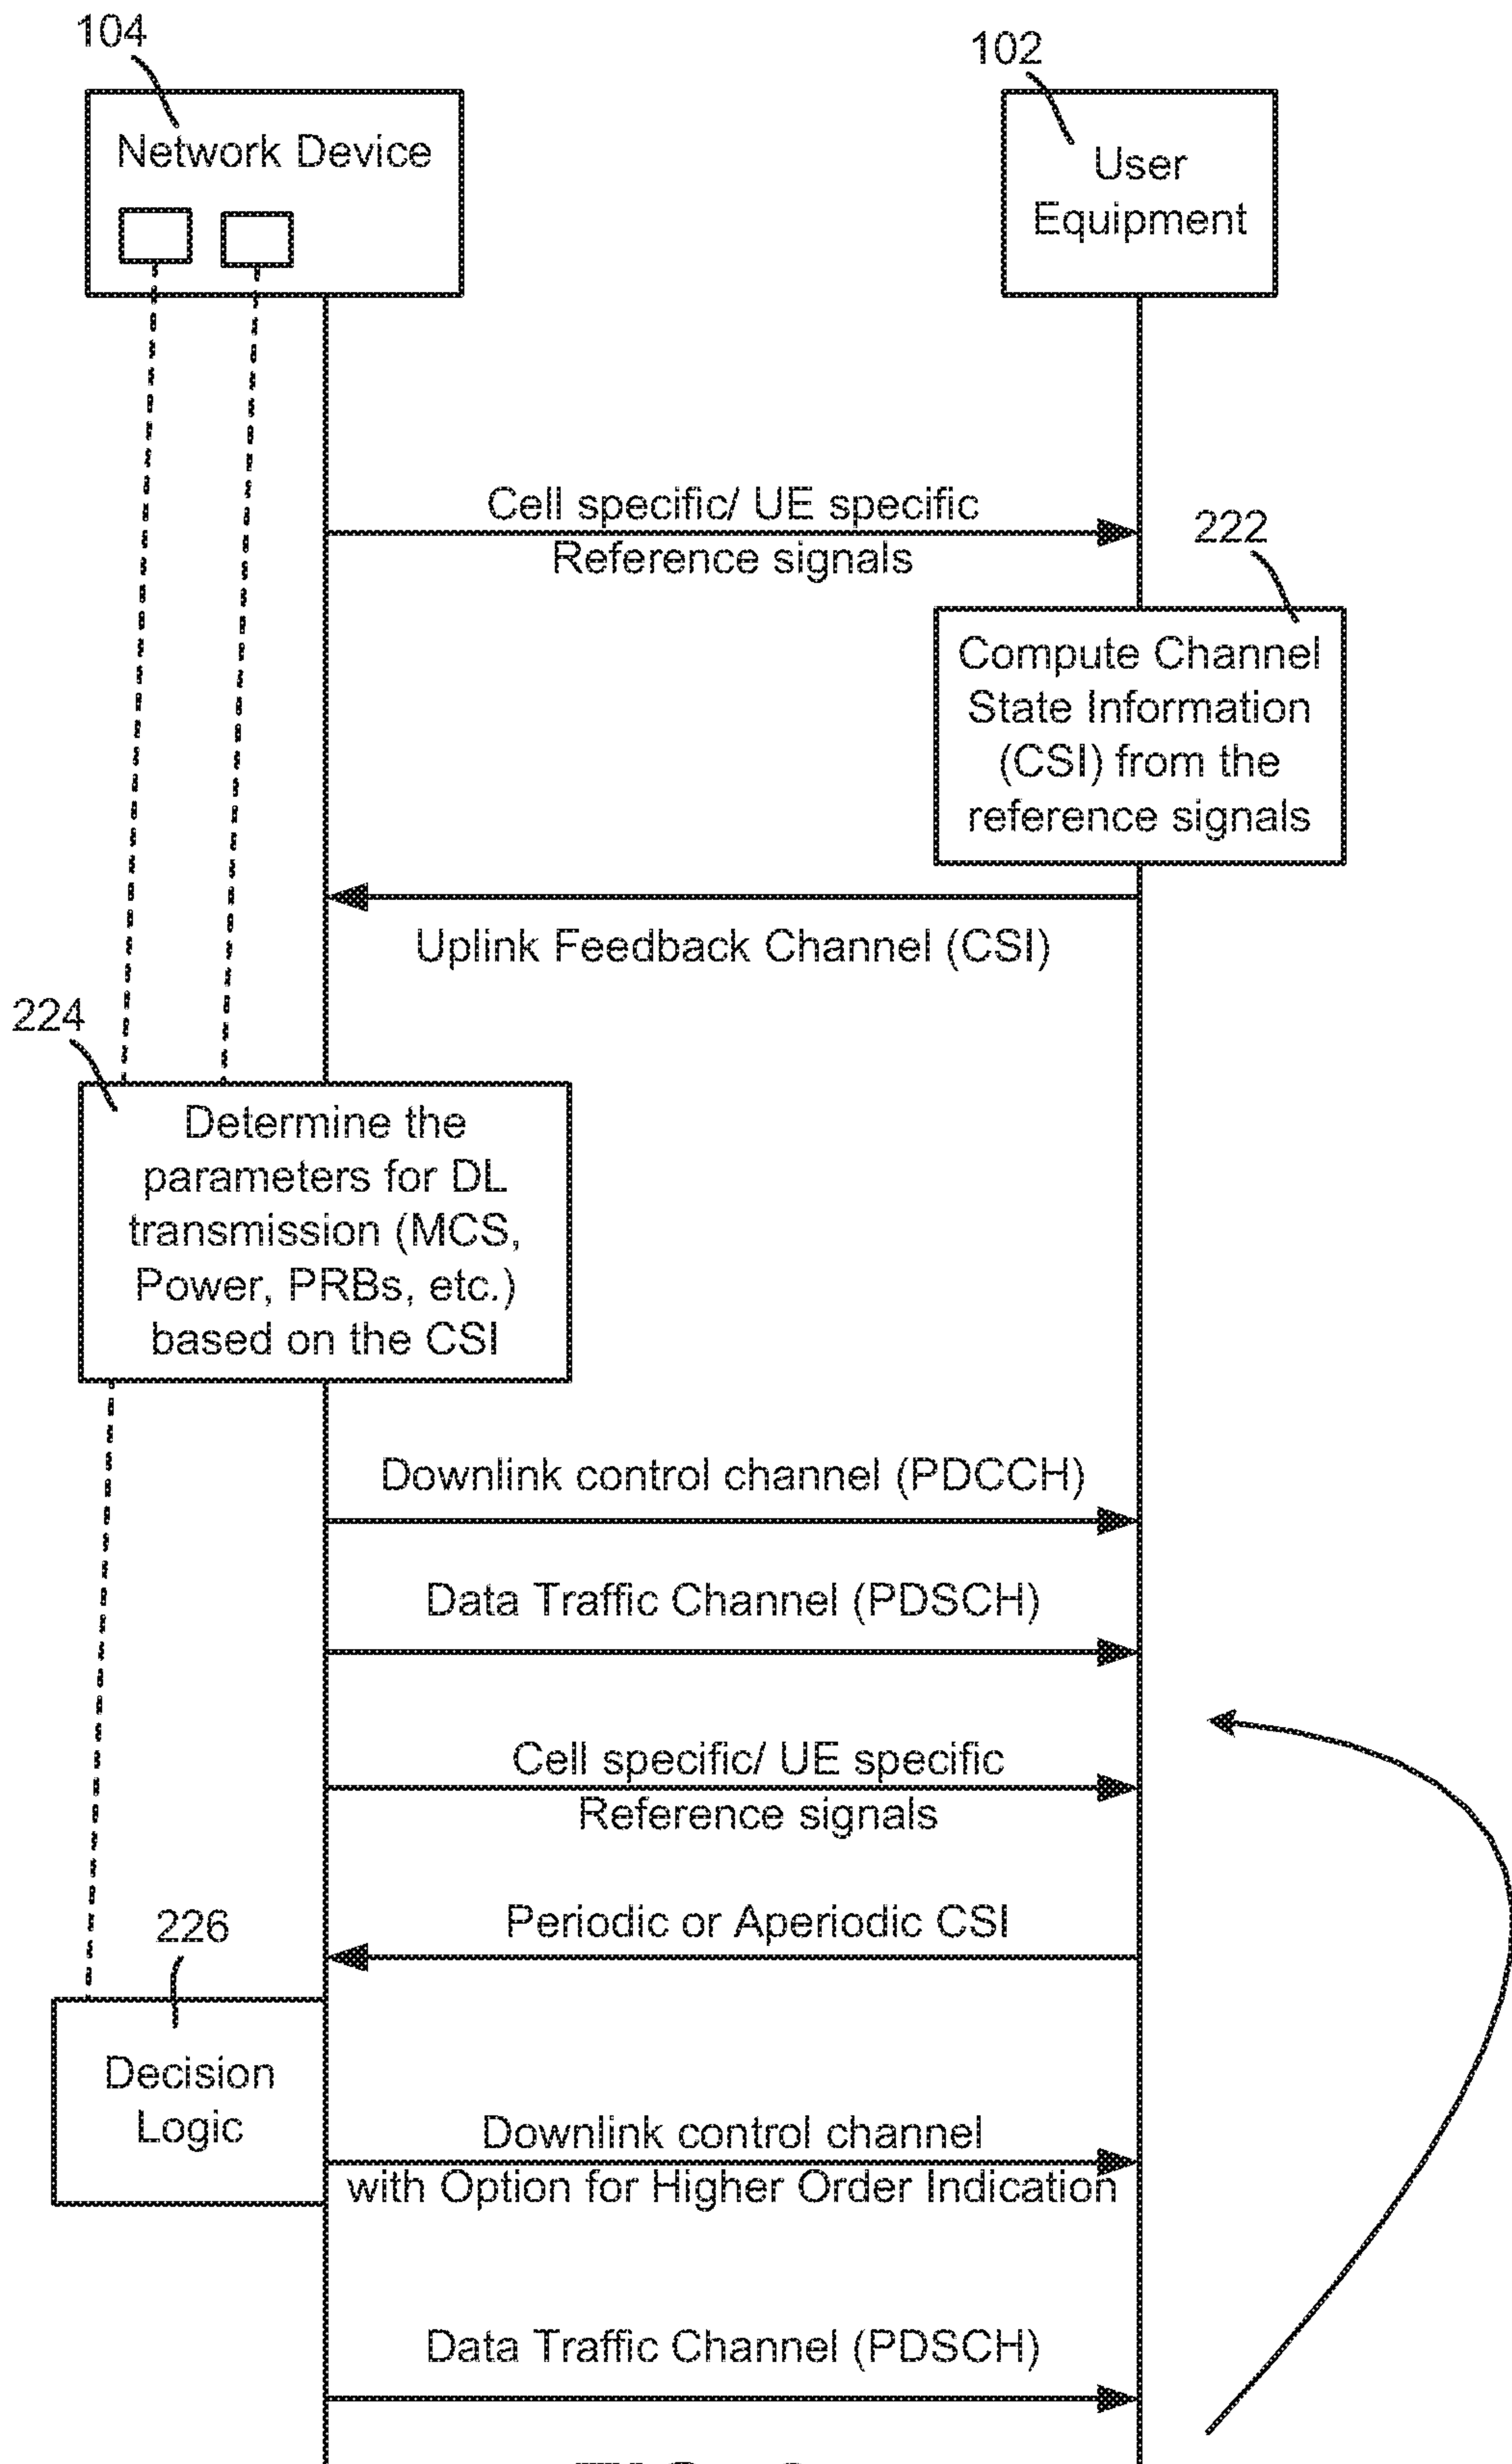 104
102
Network Device
User
Equipment
Cell specific/ UE specific
Reference signals
222
Compute Channel
State Information
(CSI) from the
reference signals
Uplink Feedback Channel (CSI)
224
Determine the
parameters for DL
transmission (MCS,
Power, PRBs, etc.)
based on the CSI
Downlink control channel (PDCCH)
Data Traffic Channel (PDSCH)
Cell specific/ UE specific
Reference signals
Periodic or Aperiodic CSI
226
Decision
Logic
Downlink control channel
with Option for Higher Order Indication
Data Traffic Channel (PDSCH)